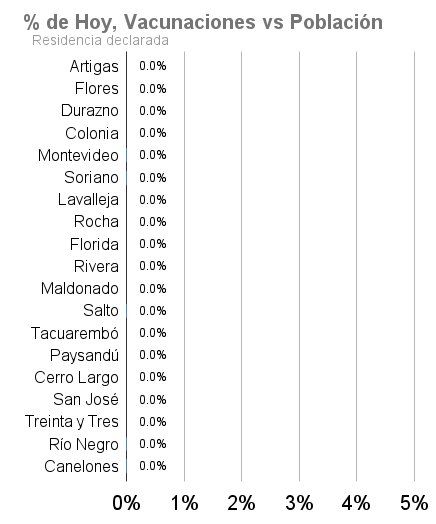 % de Hoy, Vacunaciones vs Población
Residencia declarada
Artigas 0.0%
Flores 0.0%
Durazno 0.0%
Colonia 0.0%
Montevideo 0.0%
Soriano 0.0%
Lavalleja 0.0%
Rocha 0.0%
Florida 0.0%
Rivera 0.0%
Maldonado 0.0%
Salto 0.0%
Tacuarembó 0.0%
Paysandú 0.0%
Cerro Largo 0.0%
San José 0.0%
Treinta y Tres 0.0%
Río Negro 0.0%
Canelones 0.0%
0% 1% 2% 3% 4% 5%